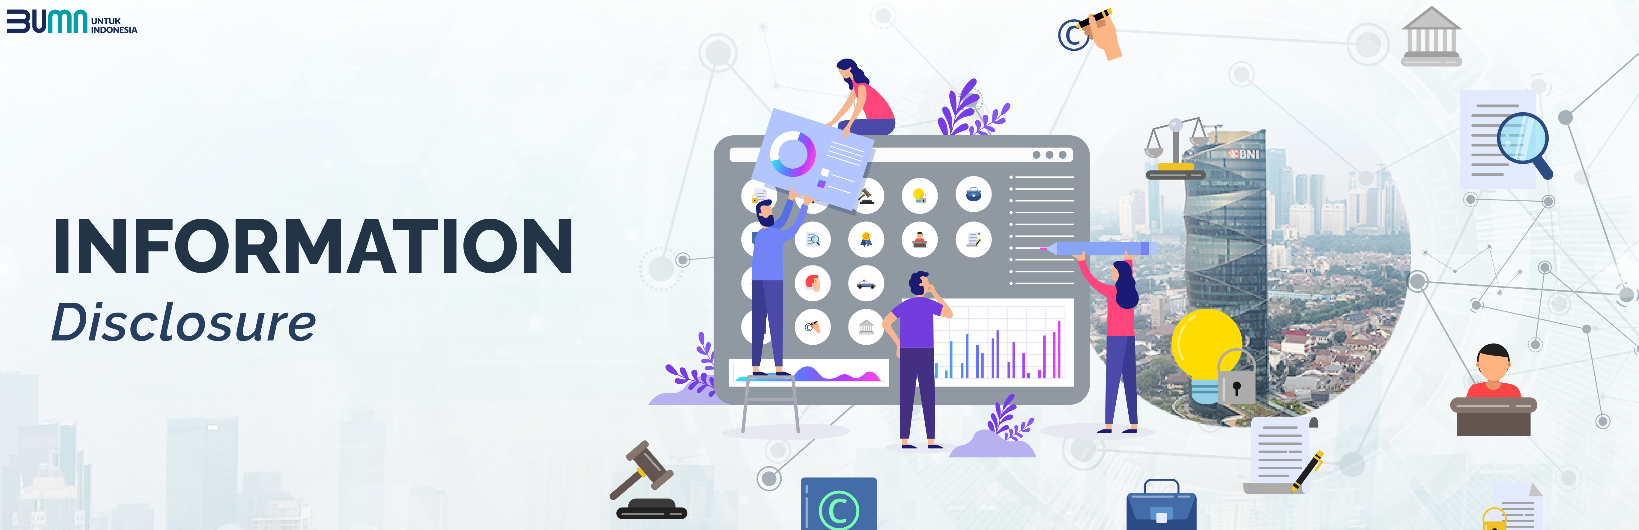 BUMN UNTUK
INDONESIA
INFORMATION
Disclosure
BNI
©
©